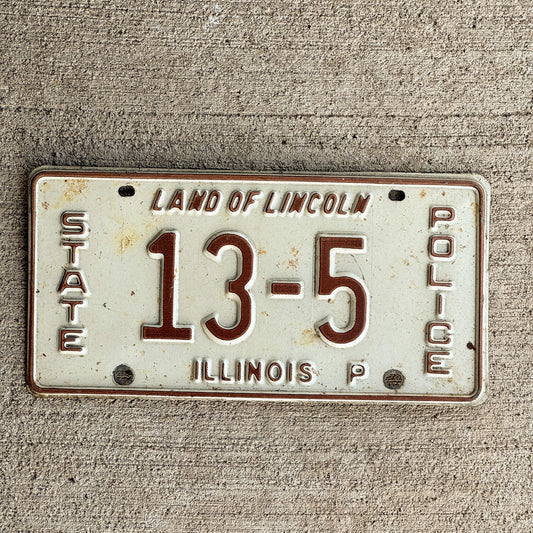 LAND OF LINCOLN
STATE
13-5
POLICE
ILLINOIS P